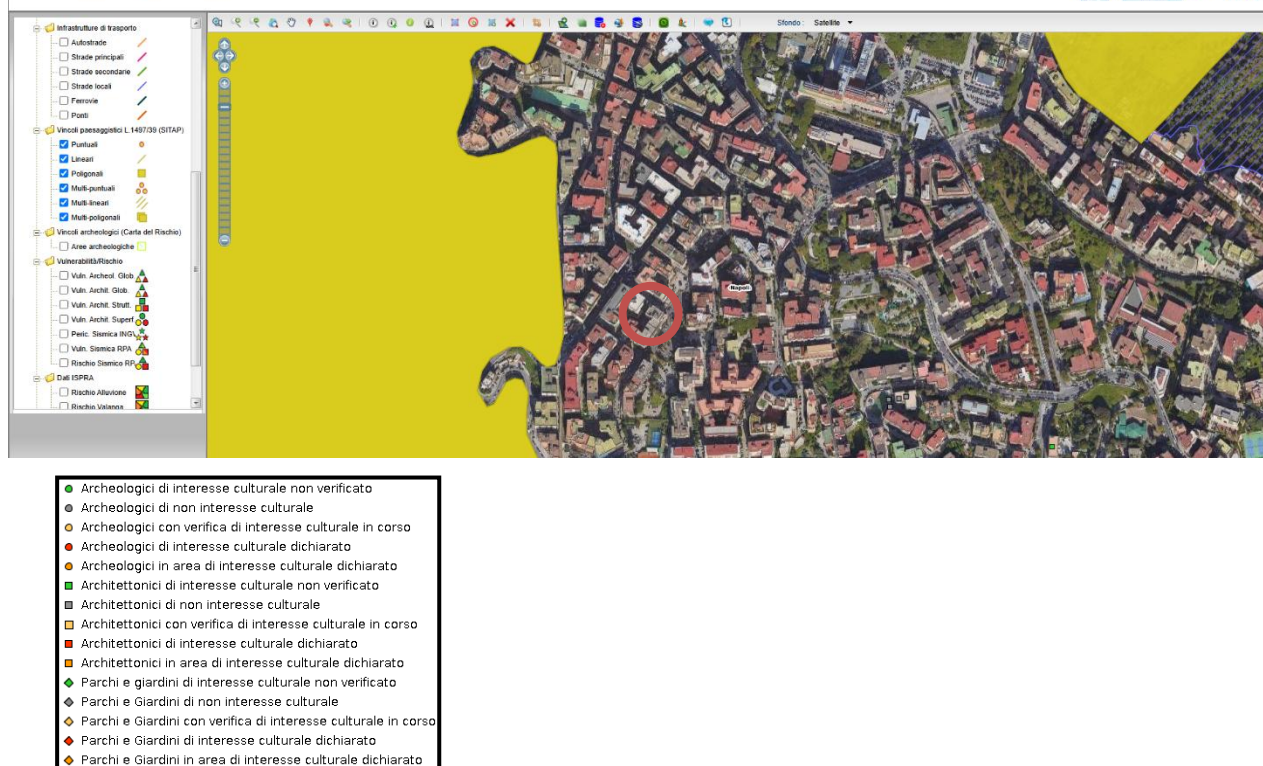 Sfondo : Satellite
Infrastrutture di trasporto
Autostrade
Strade principali
Strade secondarie
Strade locali
Ferrovie
Ponti
Vincoli paesaggistici L.1497/39 (SITAP)
Puntuali
Lineari
Poligonali
Multi-puntuali
Multi-lineari
Multi-poligonali
Vincoli archeologici (Carta del Rischio)
Aree archeologiche
Vulnerabilità/Rischio
Vuln. Archeol. Glob
Vuln. Archit. Glob.
Vuln. Archit. Strutt.
Vuln. Archit. Superf
Peric. Sismica INGV
Vuln. Sismica RPA
Rischio Sismico RP
Dati ISPRA
Rischio Alluvione
Rischio Valanga
Napoli
Archeologici di interesse culturale non verificato
Archeologici di non interesse culturale
Archeologici con verifica di interesse culturale in corso
Archeologici di interesse culturale dichiarato
Archeologici in area di interesse culturale dichiarato
Architettonici di interesse culturale non verificato
Architettonici di non interesse culturale
Architettonici con verifica di interesse culturale in corso
Architettonici di interesse culturale dichiarato
Architettonici in area di interesse culturale dichiarato
Parchi e giardini di interesse culturale non verificato
Parchi e Giardini di non interesse culturale
Parchi e Giardini con verifica di interesse culturale in corso
Parchi e Giardini di interesse culturale dichiarato
Parchi e Giardini in area di interesse culturale dichiarato